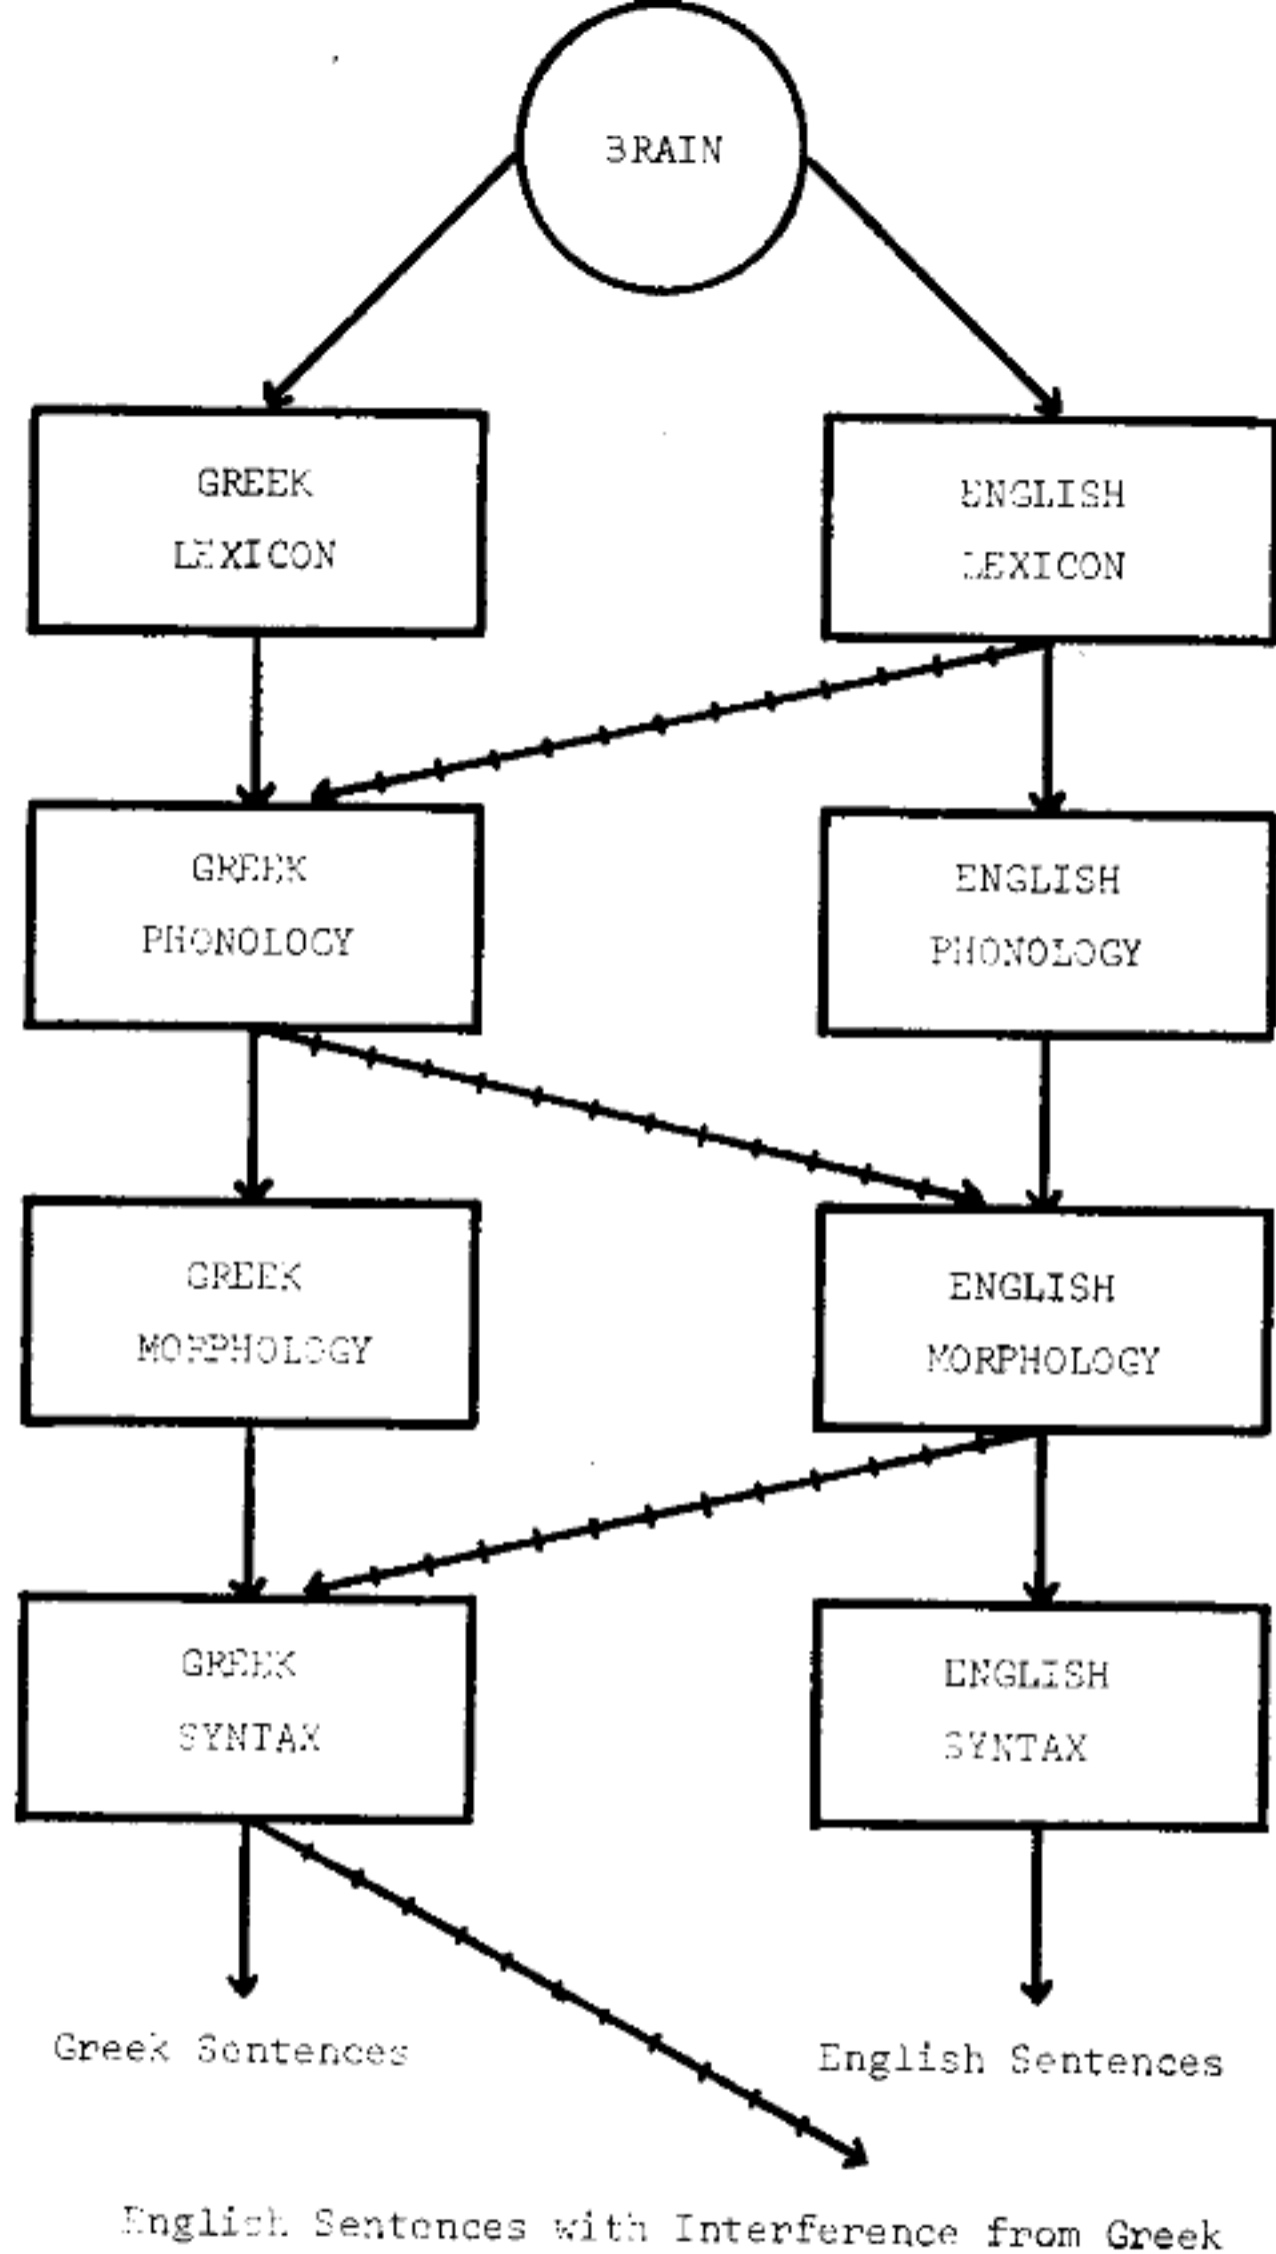 BRAIN
GREEK
LEXICON
ENGLISH
LEXICON
GREEK
PHONOLOGY
ENGLISH
PHONOLOGY
GREEK
MORPHOLOGY
ENGLISH
MORPHOLOGY
GREEK
SYNTAX
ENGLISH
SYNTAX
Greek Sentences
English Sentences
English Sentences with Interference from Greek